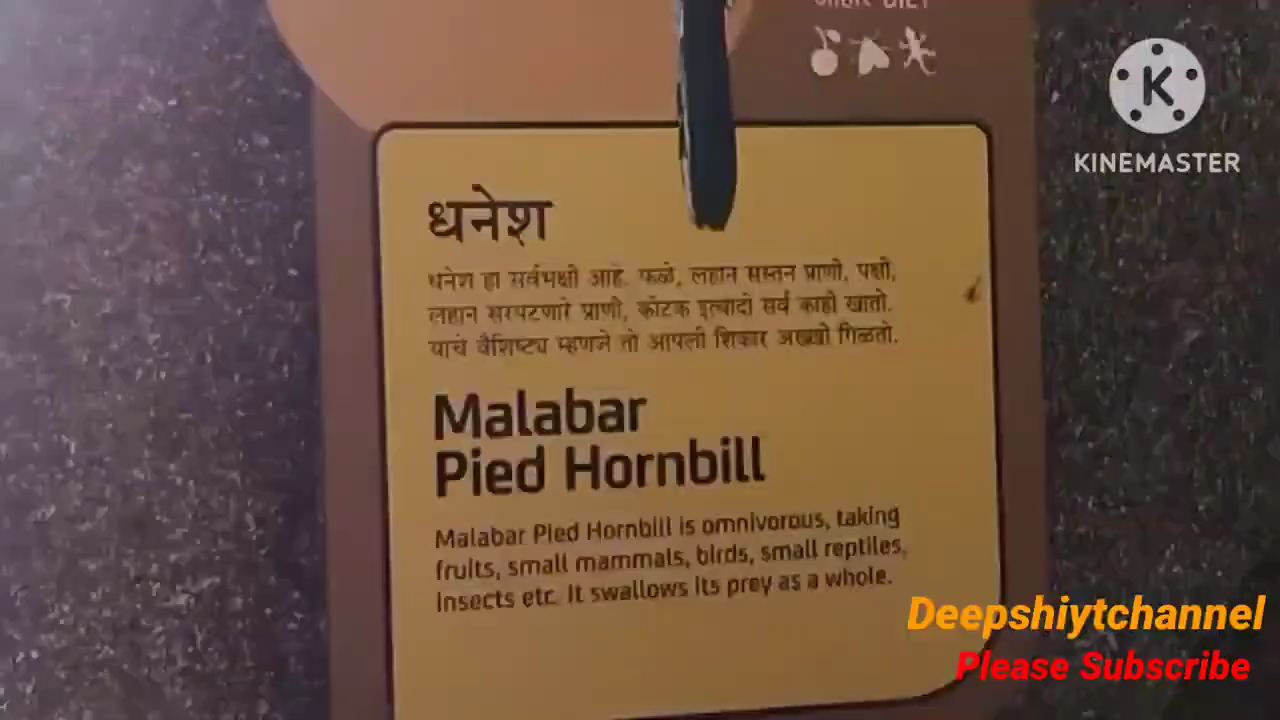 आहार DIET
K
KINEMASTER
धनेश
धनेश हा सर्वभक्षी आहे. फळे, लहान सस्तन प्राणी, पक्षी,
लहान सरपटणारे प्राणी, कीटक इत्यादी सर्व काही खातो.
याचे वैशिष्ट्य म्हणजे तो आपली शिकार अख्खी गिळतो.
Malabar
Pied Hornbill
Malabar Pied Hornbill is omnivorous, taking
fruits, small mammals, birds, small reptiles,
insects etc. It swallows its prey as a whole.
Deepshiytchannel
Please Subscribe